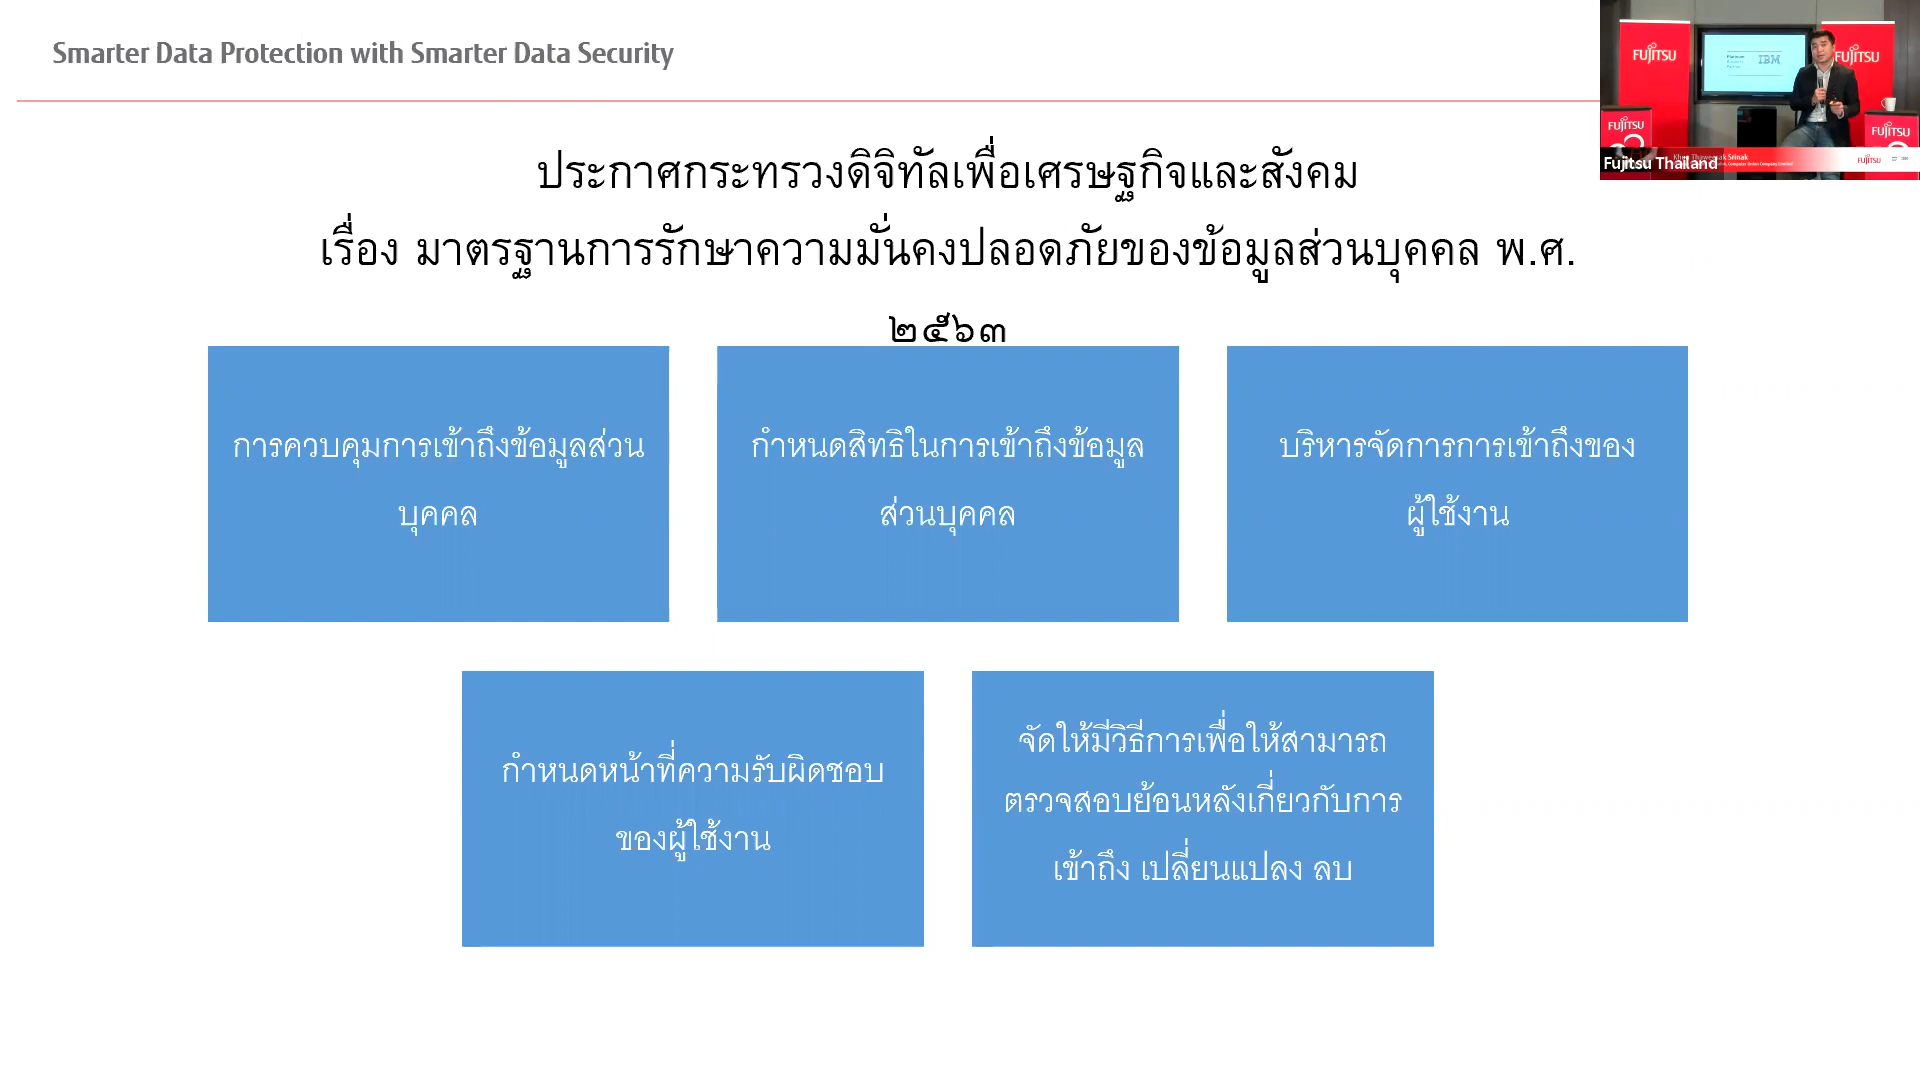 Smarter Data Protection with Smarter Data Security
ประกาศกระทรวงดิจิทัลเพื่อเศรษฐกิจและสังคม
เรื่อง มาตรฐานการรักษาความมั่นคงปลอดภัยของข้อมูลส่วนบุคคล พ.ศ.
๒๕๖๓
การควบคุมการเข้าถึงข้อมูลส่วน
บุคคล
กำหนดสิทธิในการเข้าถึงข้อมูล
ส่วนบุคคล
บริหารจัดการการเข้าถึงของ
ผู้ใช้งาน
กำหนดหน้าที่ความรับผิดชอบ
ของผู้ใช้งาน
จัดให้มีวิธีการเพื่อให้สามารถ
ตรวจสอบย้อนหลังเกี่ยวกับการ
เข้าถึง เปลี่ยนแปลง ลบ
FUJITSU
IBM
FUJITSU
FUJITSU
FUJITSU
Srinak
FUJITSU
Fujitsu Thailand